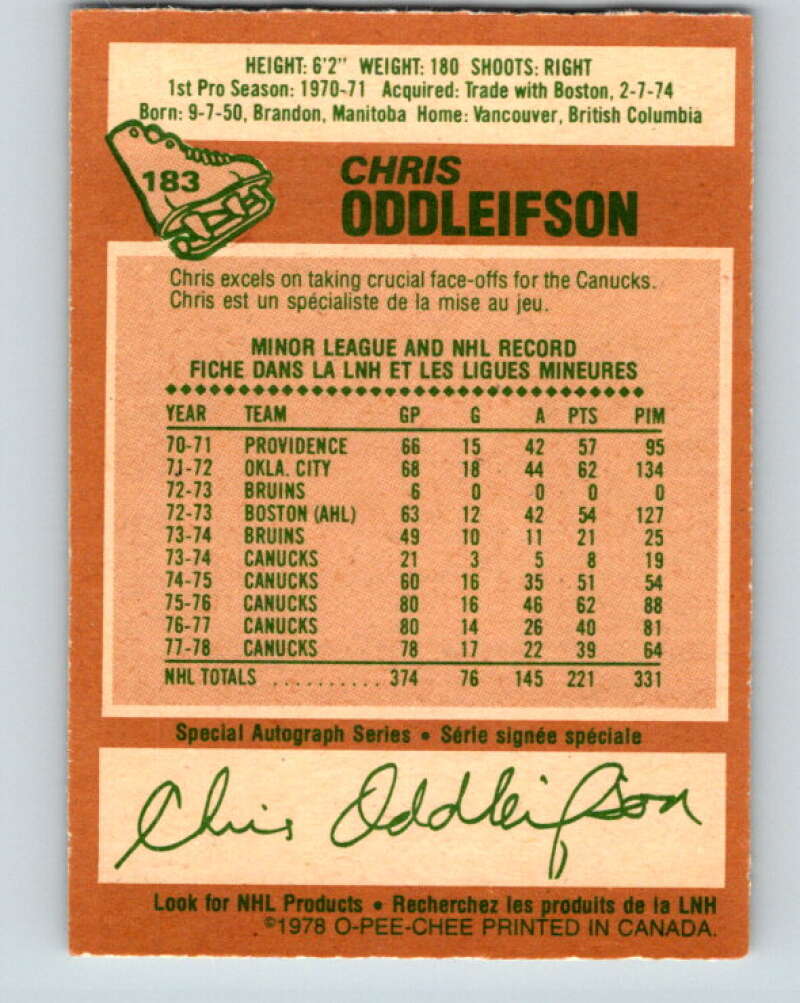 HEIGHT: 6'2" WEIGHT: 180 SHOOTS: RIGHT
1st Pro Season: 1970-71 Acquired: Trade with Boston, 2-7-74
Born: 9-7-50, Brandon, Manitoba Home: Vancouver, British Columbia
183
CHRIS
ODDLEIFSON
Chris excels on taking crucial face-offs for the Canucks.
Chris est un spécialiste de la mise au jeu.
MINOR LEAGUE AND NHL RECORD
FICHE DANS LA LNH ET LES LIGUES MINEURES
YEAR TEAM GP G A PTS PIM
70-71 PROVIDENCE 66 15 42 57 95
71-72 OKLA. CITY 68 18 44 62 134
72-73 BRUINS 6 0 0 0 0
72-73 BOSTON (AHL) 63 12 42 54 127
73-74 BRUINS 49 10 11 21 25
73-74 CANUCKS 21 3 5 8 19
74-75 CANUCKS 60 16 35 51 54
75-76 CANUCKS 80 16 46 62 88
76-77 CANUCKS 80 14 26 40 81
77-78 CANUCKS 78 17 22 39 64
NHL TOTALS .......... 374 76 145 221 331
Special Autograph Series • Série signée spéciale
Chris Oddleifson
Look for NHL Products • Recherchez les produits de la LNH
©1978 O-PEE-CHEE PRINTED IN CANADA.